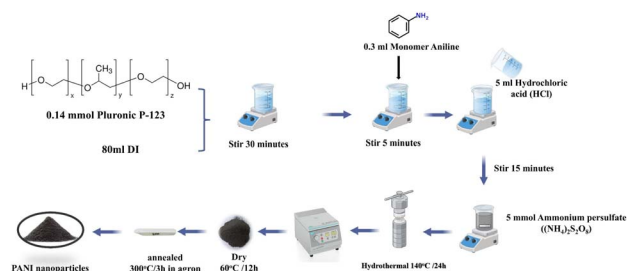 NH₂
0.3 ml Monomer Aniline
CH₃
H
O
O
O
OH
x
y
z
0.14 mmol Pluronic P-123
80ml DI
Stir 30 minutes
Stir 5 minutes
5 ml Hydrochloric
acid (HCl)
Stir 15 minutes
5 mmol Ammonium persulfate
((NH₄)₂S₂O₈)
Hydrothermal 140°C /24h
Dry
60°C /12h
annealed
300°C/3h in agron
PANI nanoparticles